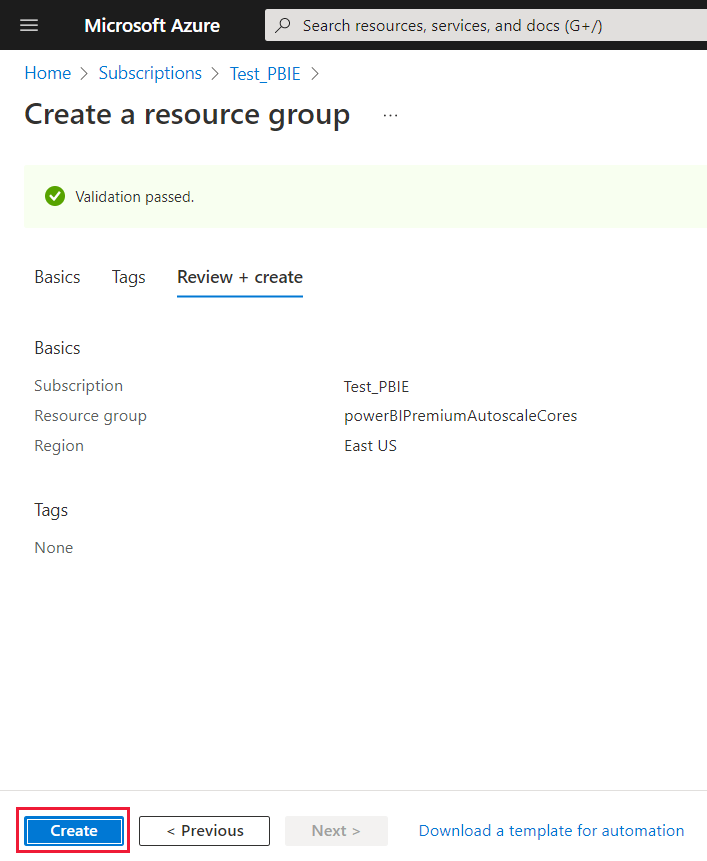 Microsoft Azure
Search resources, services, and docs (G+/)
Home > Subscriptions > Test_PBIE >
Create a resource group ...
Validation passed.
Basics Tags Review + create
Basics
Subscription Test_PBIE
Resource group powerBIPremiumAutoscaleCores
Region East US
Tags
None
Create < Previous Next > Download a template for automation